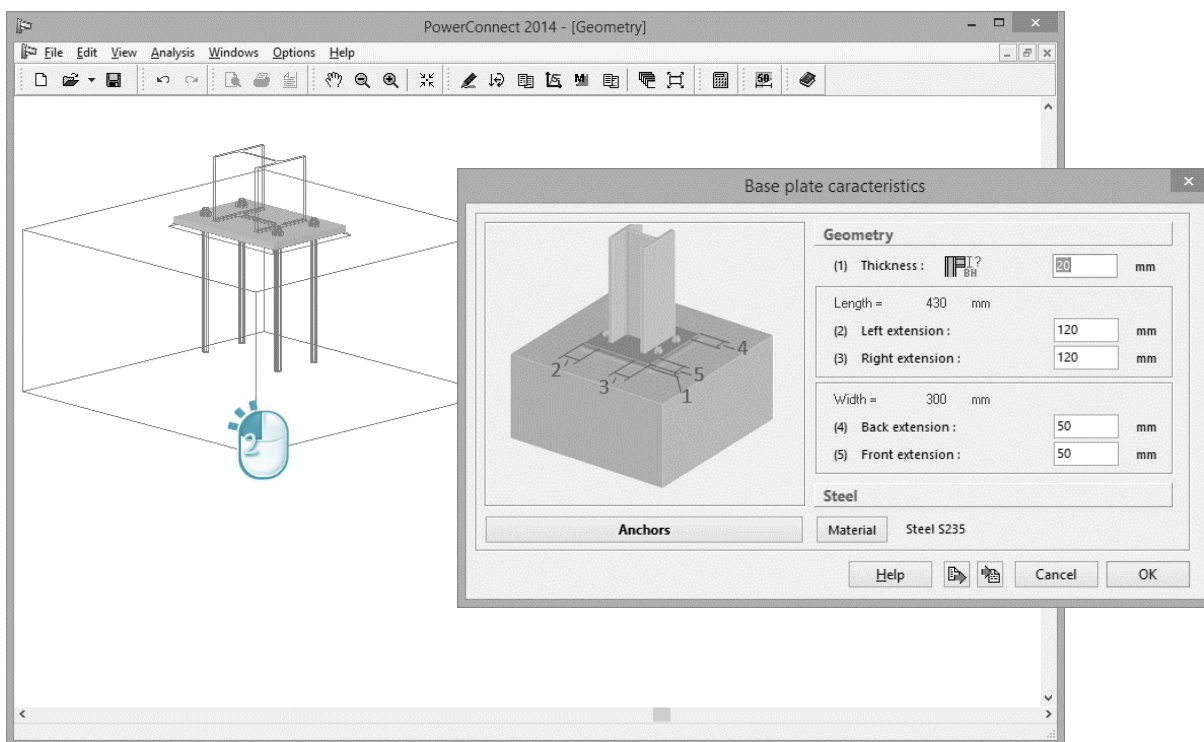 PowerConnect 2014 - [Geometry]
File Edit View Analysis Windows Options Help
50
Base plate caracteristics
Geometry
(1) Thickness : I? BH 20 mm
Length = 430 mm
(2) Left extension : 120 mm
(3) Right extension : 120 mm
Width = 300 mm
(4) Back extension : 50 mm
(5) Front extension : 50 mm
2 3 1 5 4
Steel
Anchors
Material Steel S235
Help Cancel OK
2